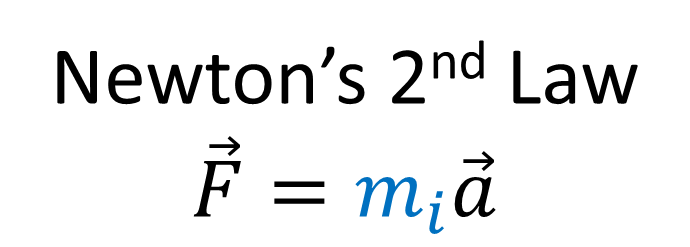 Newton’s 2nd Law
F⃗ = mᵢa⃗